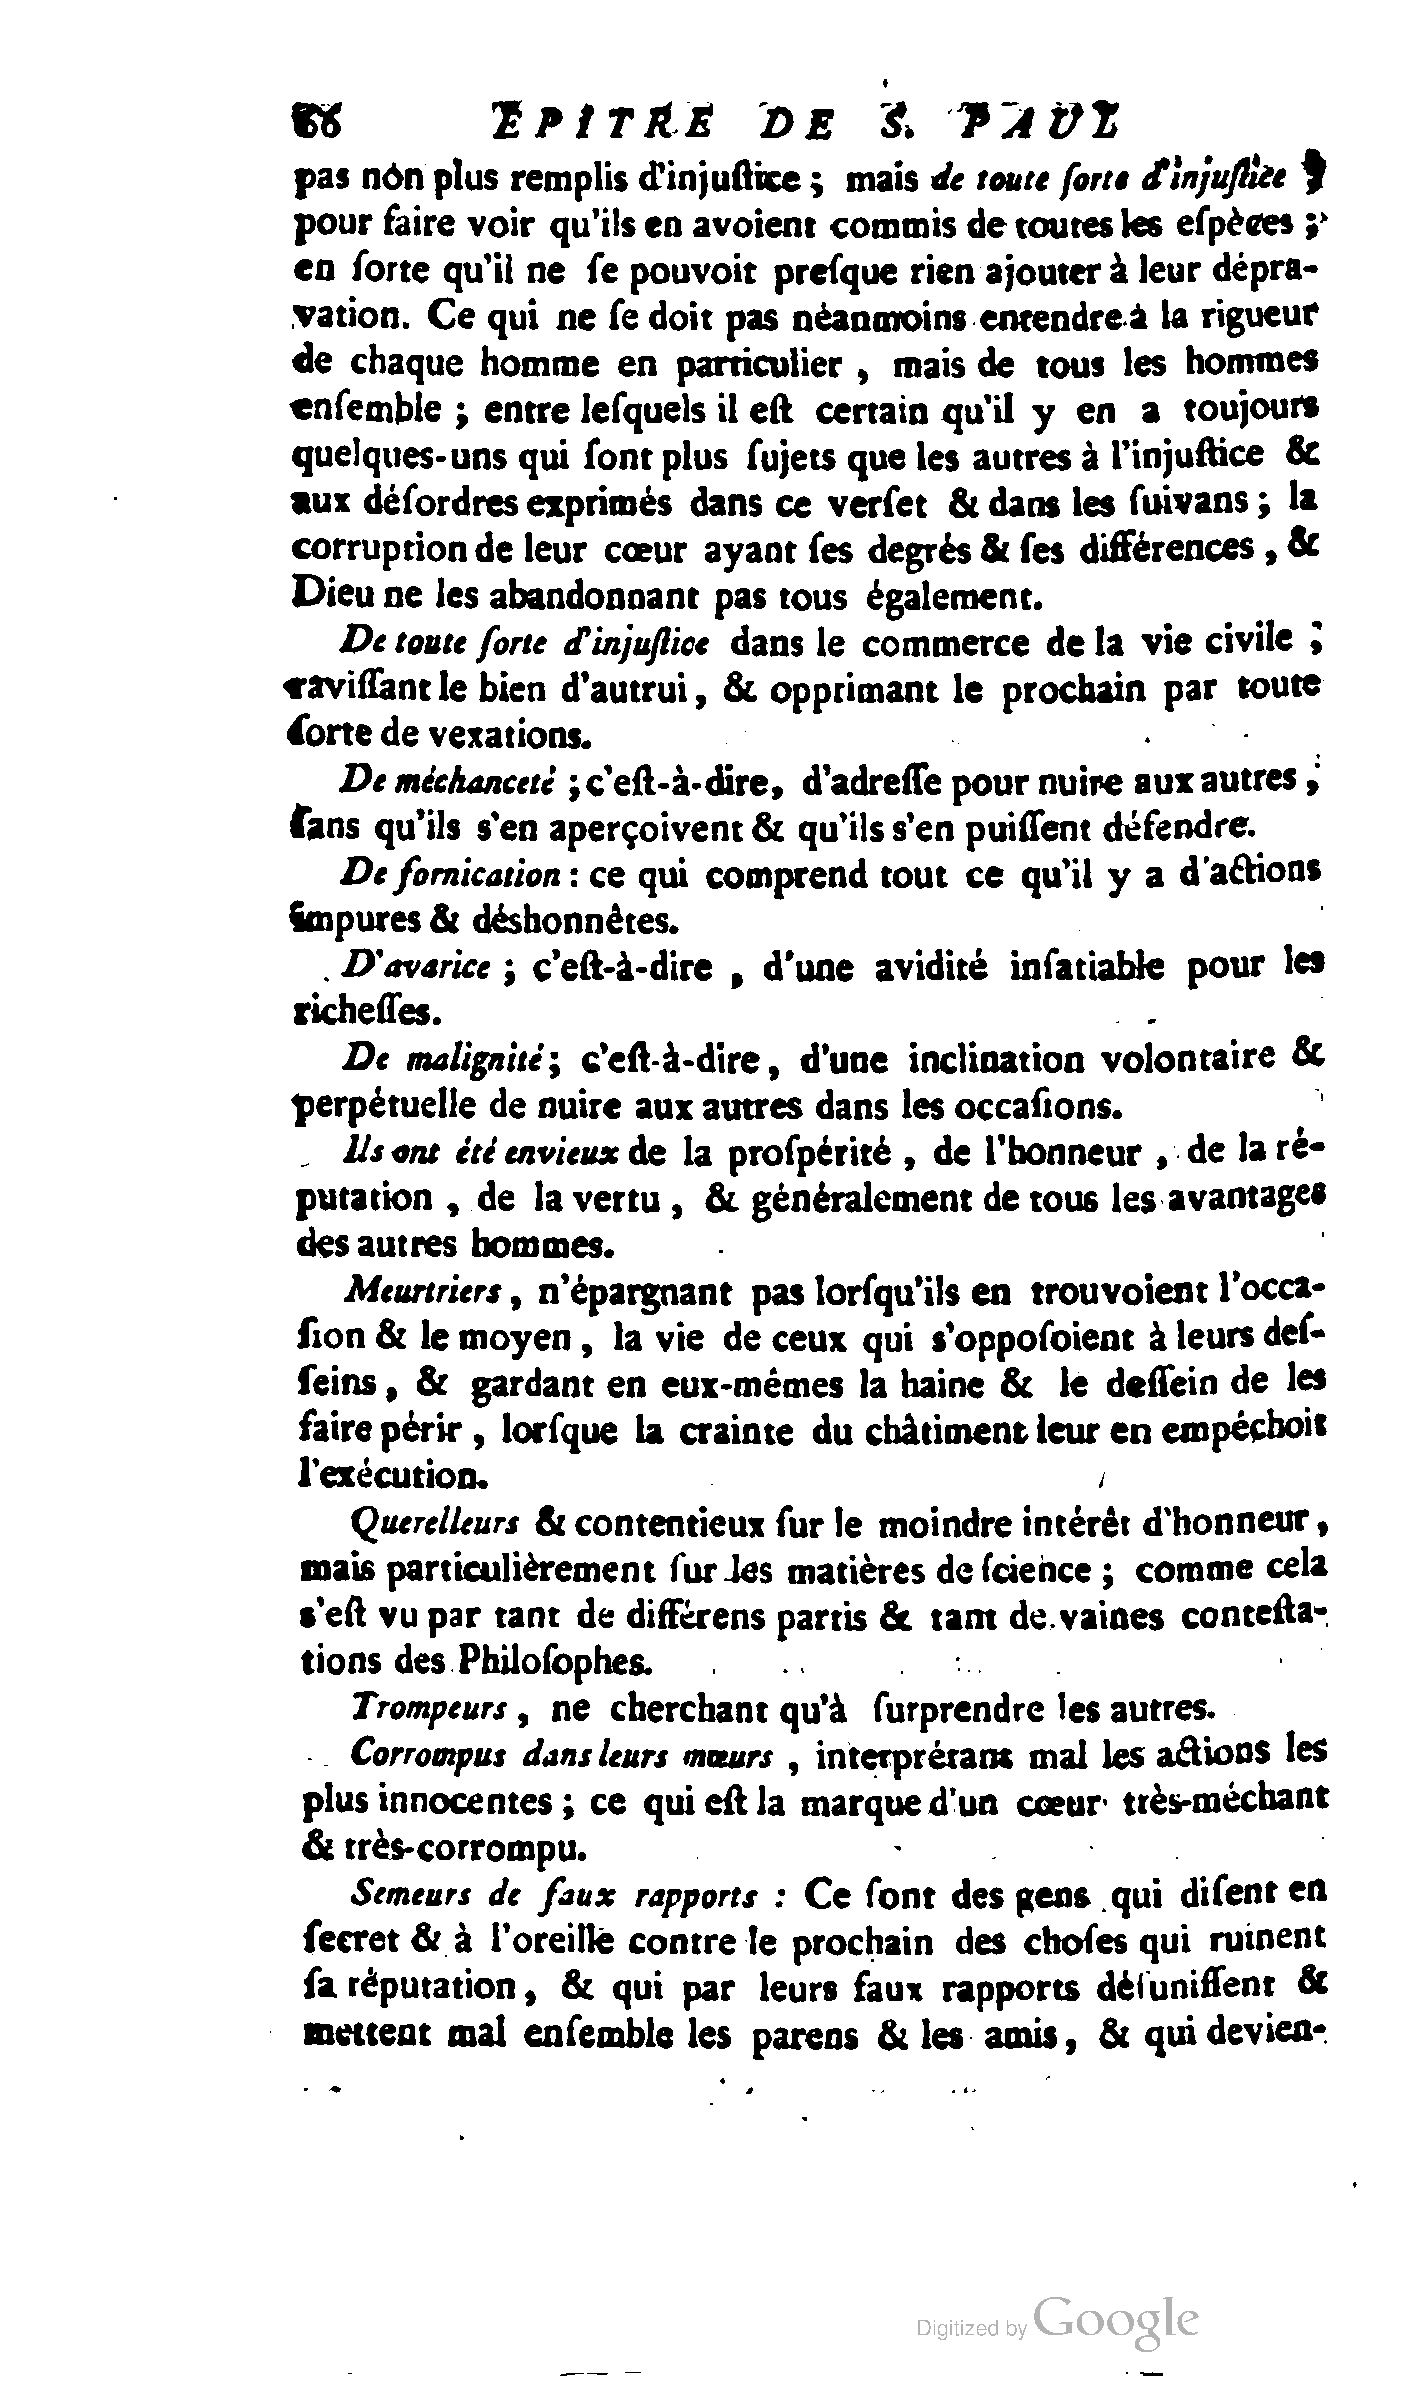 66 EPITRE DE S. PAUL
pas non plus remplis d'injuſtice ; mais de toute ſorte d'injuſtice ,
pour faire voir qu'ils en avoient commis de toutes les eſpèces ;
en ſorte qu'il ne ſe pouvoit preſque rien ajouter à leur dépra-
vation. Ce qui ne ſe doit pas néanmoins entendre à la rigueur
de chaque homme en particulier , mais de tous les hommes
enſemble ; entre leſquels il eſt certain qu'il y en a toujours
quelques-uns qui ſont plus ſujets que les autres à l'injuſtice &
aux déſordres exprimés dans ce verſet & dans les ſuivans ; la
corruption de leur cœur ayant ſes degrés & ſes différences , &
Dieu ne les abandonnant pas tous également.
De toute ſorte d'injuſtice dans le commerce de la vie civile ;
raviſſant le bien d'autrui , & opprimant le prochain par toute
ſorte de vexations.
De méchanceté ; c'eſt-à-dire, d'adreſſe pour nuire aux autres ,
ſans qu'ils s'en aperçoivent & qu'ils s'en puiſſent défendre.
De fornication : ce qui comprend tout ce qu'il y a d'actions
impures & déshonnêtes.
D'avarice ; c'eſt-à-dire , d'une avidité inſatiable pour les
richeſſes.
De malignité ; c'eſt-à-dire , d'une inclination volontaire &
perpétuelle de nuire aux autres dans les occaſions.
Ils ont été envieux de la proſpérité , de l'honneur , de la ré-
putation , de la vertu , & généralement de tous les avantages
des autres hommes.
Meurtriers , n'épargnant pas lorſqu'ils en trouvoient l'occa-
ſion & le moyen , la vie de ceux qui s'oppoſoient à leurs deſ-
ſeins , & gardant en eux-mêmes la haine & le deſſein de les
faire périr , lorſque la crainte du châtiment leur en empéchoit
l'exécution.
Querelleurs & contentieux ſur le moindre intérêt d'honneur ,
mais particulièrement ſur les matières de ſcience ; comme cela
s'eſt vu par tant de différens partis & tant de vaines conteſta-
tions des Philoſophes.
Trompeurs , ne cherchant qu'à ſurprendre les autres.
Corrompus dans leurs mœurs , interprétant mal les actions les
plus innocentes ; ce qui eſt la marque d'un cœur très-méchant
& très-corrompu.
Semeurs de faux rapports : Ce ſont des gens qui diſent en
ſecret & à l'oreille contre le prochain des choſes qui ruinent
ſa réputation , & qui par leurs faux rapports déſuniſſent &
mettent mal enſemble les parens & les amis , & qui devien-
Digitized by Google